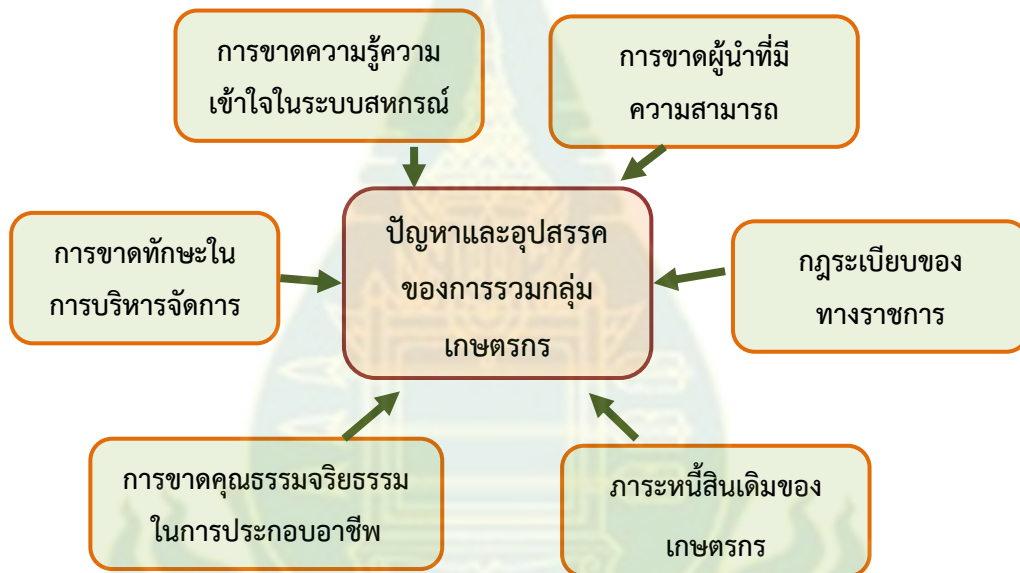 การขาดความรู้ความ
เข้าใจในระบบสหกรณ์
การขาดผู้นำที่มี
ความสามารถ
การขาดทักษะใน
การบริหารจัดการ
ปัญหาและอุปสรรค
ของการรวมกลุ่ม
เกษตรกร
กฎระเบียบของ
ทางราชการ
การขาดคุณธรรมจริยธรรม
ในการประกอบอาชีพ
ภาระหนี้สินเดิมของ
เกษตรกร